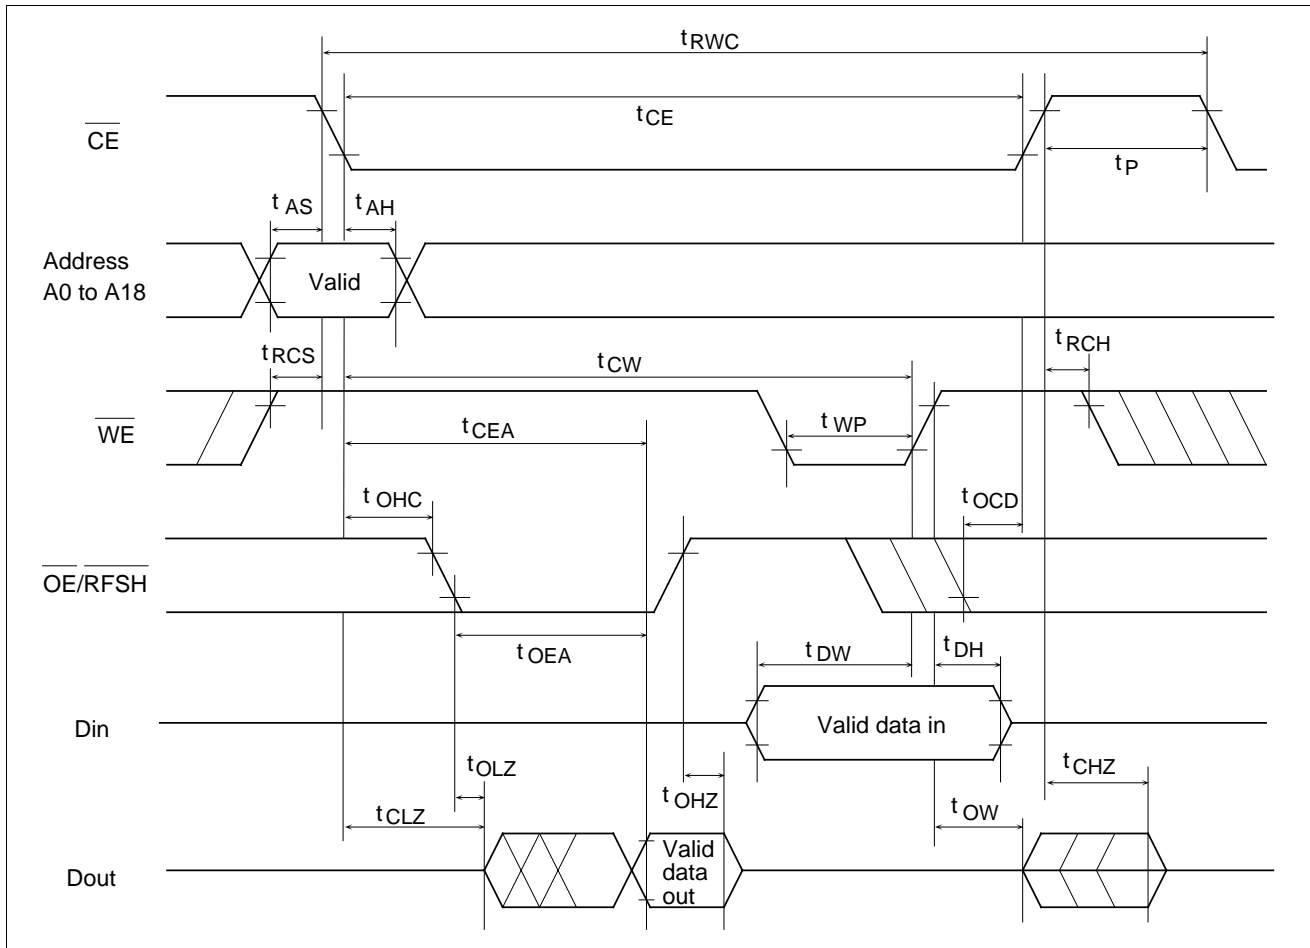 tRWC
tCE
CE
tP
tAS
tAH
Address
A0 to A18
Valid
tRCS
tCW
tRCH
WE
tCEA
tWP
tOHC
tOCD
OE/RFSH
tOEA
tDW
tDH
Din
Valid data in
tOLZ
tOHZ
tCHZ
tCLZ
tOW
Dout
Valid
data
out